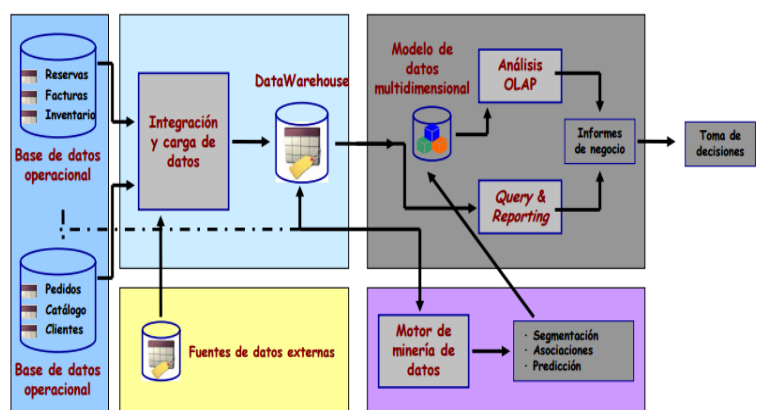 Reservas
Facturas
Inventario
Base de datos
operacional
Pedidos
Catálogo
Clientes
Base de datos
operacional
Integración
y carga de
datos
DataWarehouse
Fuentes de datos externas
Modelo de
datos
multidimensional
Análisis
OLAP
Query &
Reporting
Informes
de negocio
Toma de
decisiones
Motor de
minería de
datos
· Segmentación
· Asociaciones
· Predicción